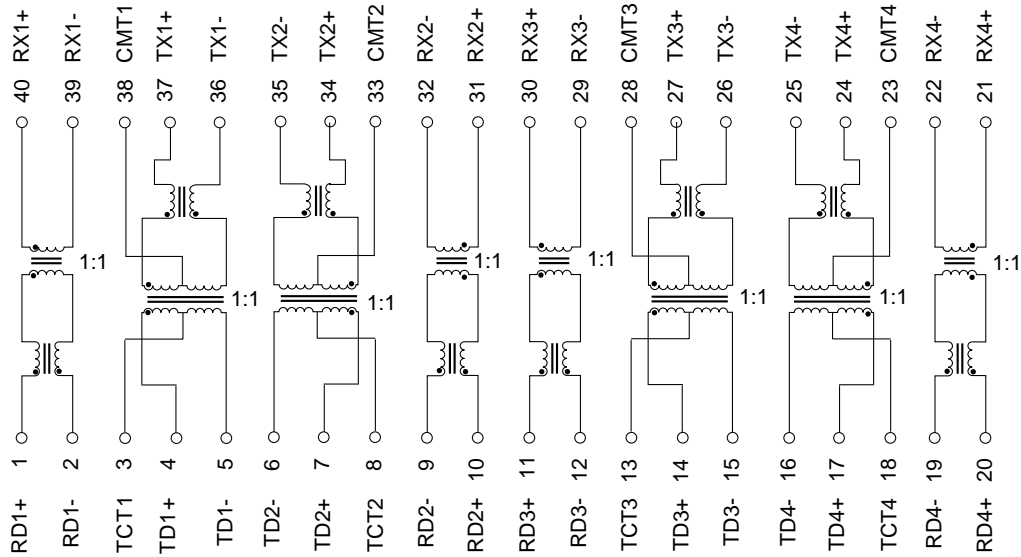 RX1+ RX1- CMT1 TX1+ TX1- TX2- TX2+ CMT2 RX2- RX2+ RX3+ RX3- CMT3 TX3+ TX3- TX4- TX4+ CMT4 RX4- RX4+
40 39 38 37 36 35 34 33 32 31 30 29 28 27 26 25 24 23 22 21
1:1 1:1 1:1 1:1 1:1 1:1 1:1 1:1
1 2 3 4 5 6 7 8 9 10 11 12 13 14 15 16 17 18 19 20
RD1+ RD1- TCT1 TD1+ TD1- TD2- TD2+ TCT2 RD2- RD2+ RD3+ RD3- TCT3 TD3+ TD3- TD4- TD4+ TCT4 RD4- RD4+